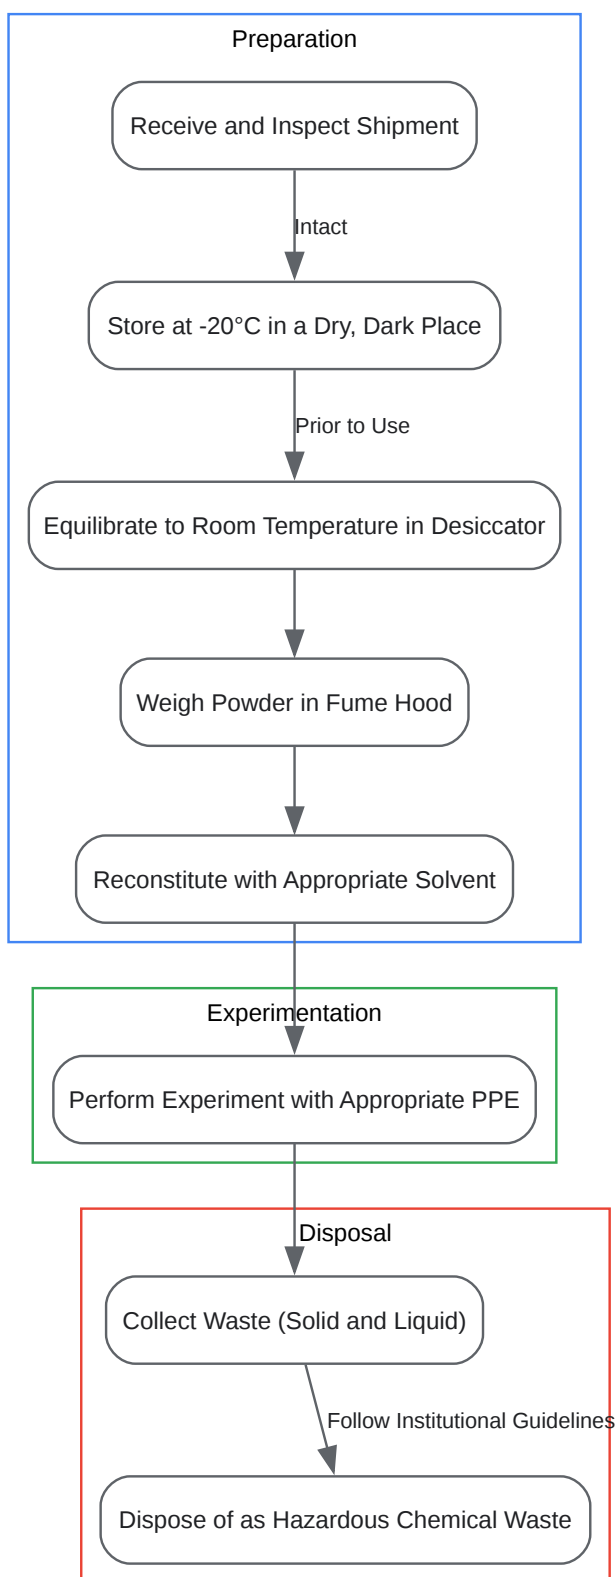 Preparation
Receive and Inspect Shipment
Intact
Store at -20°C in a Dry, Dark Place
Prior to Use
Equilibrate to Room Temperature in Desiccator
Weigh Powder in Fume Hood
Reconstitute with Appropriate Solvent
Experimentation
Perform Experiment with Appropriate PPE
Disposal
Collect Waste (Solid and Liquid)
Follow Institutional Guidelines
Dispose of as Hazardous Chemical Waste